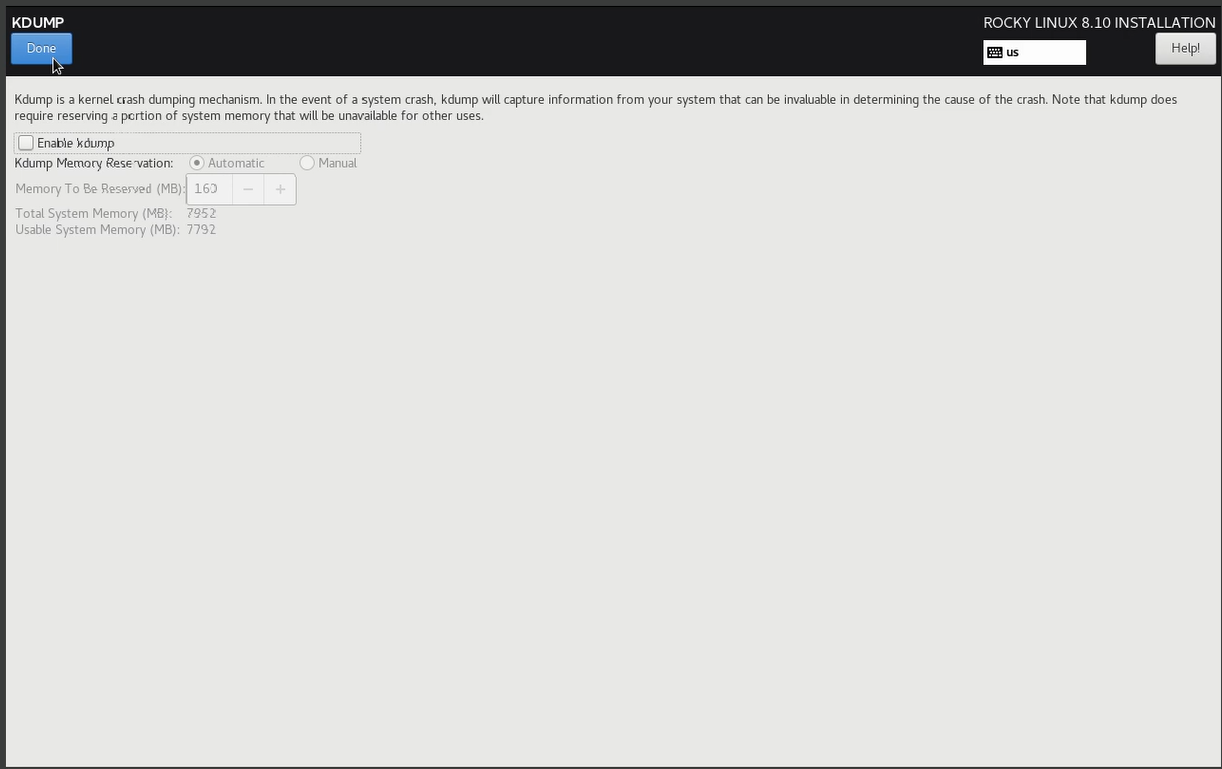 KDUMP
ROCKY LINUX 8.10 INSTALLATION
Done
us
Help!
Kdump is a kernel crash dumping mechanism. In the event of a system crash, kdump will capture information from your system that can be invaluable in determining the cause of the crash. Note that kdump does
require reserving a portion of system memory that will be unavailable for other uses.
Enable kdump
Kdump Memory Reservation: Automatic Manual
Memory To Be Reserved (MB): 160 − +
Total System Memory (MB): 7952
Usable System Memory (MB): 7792